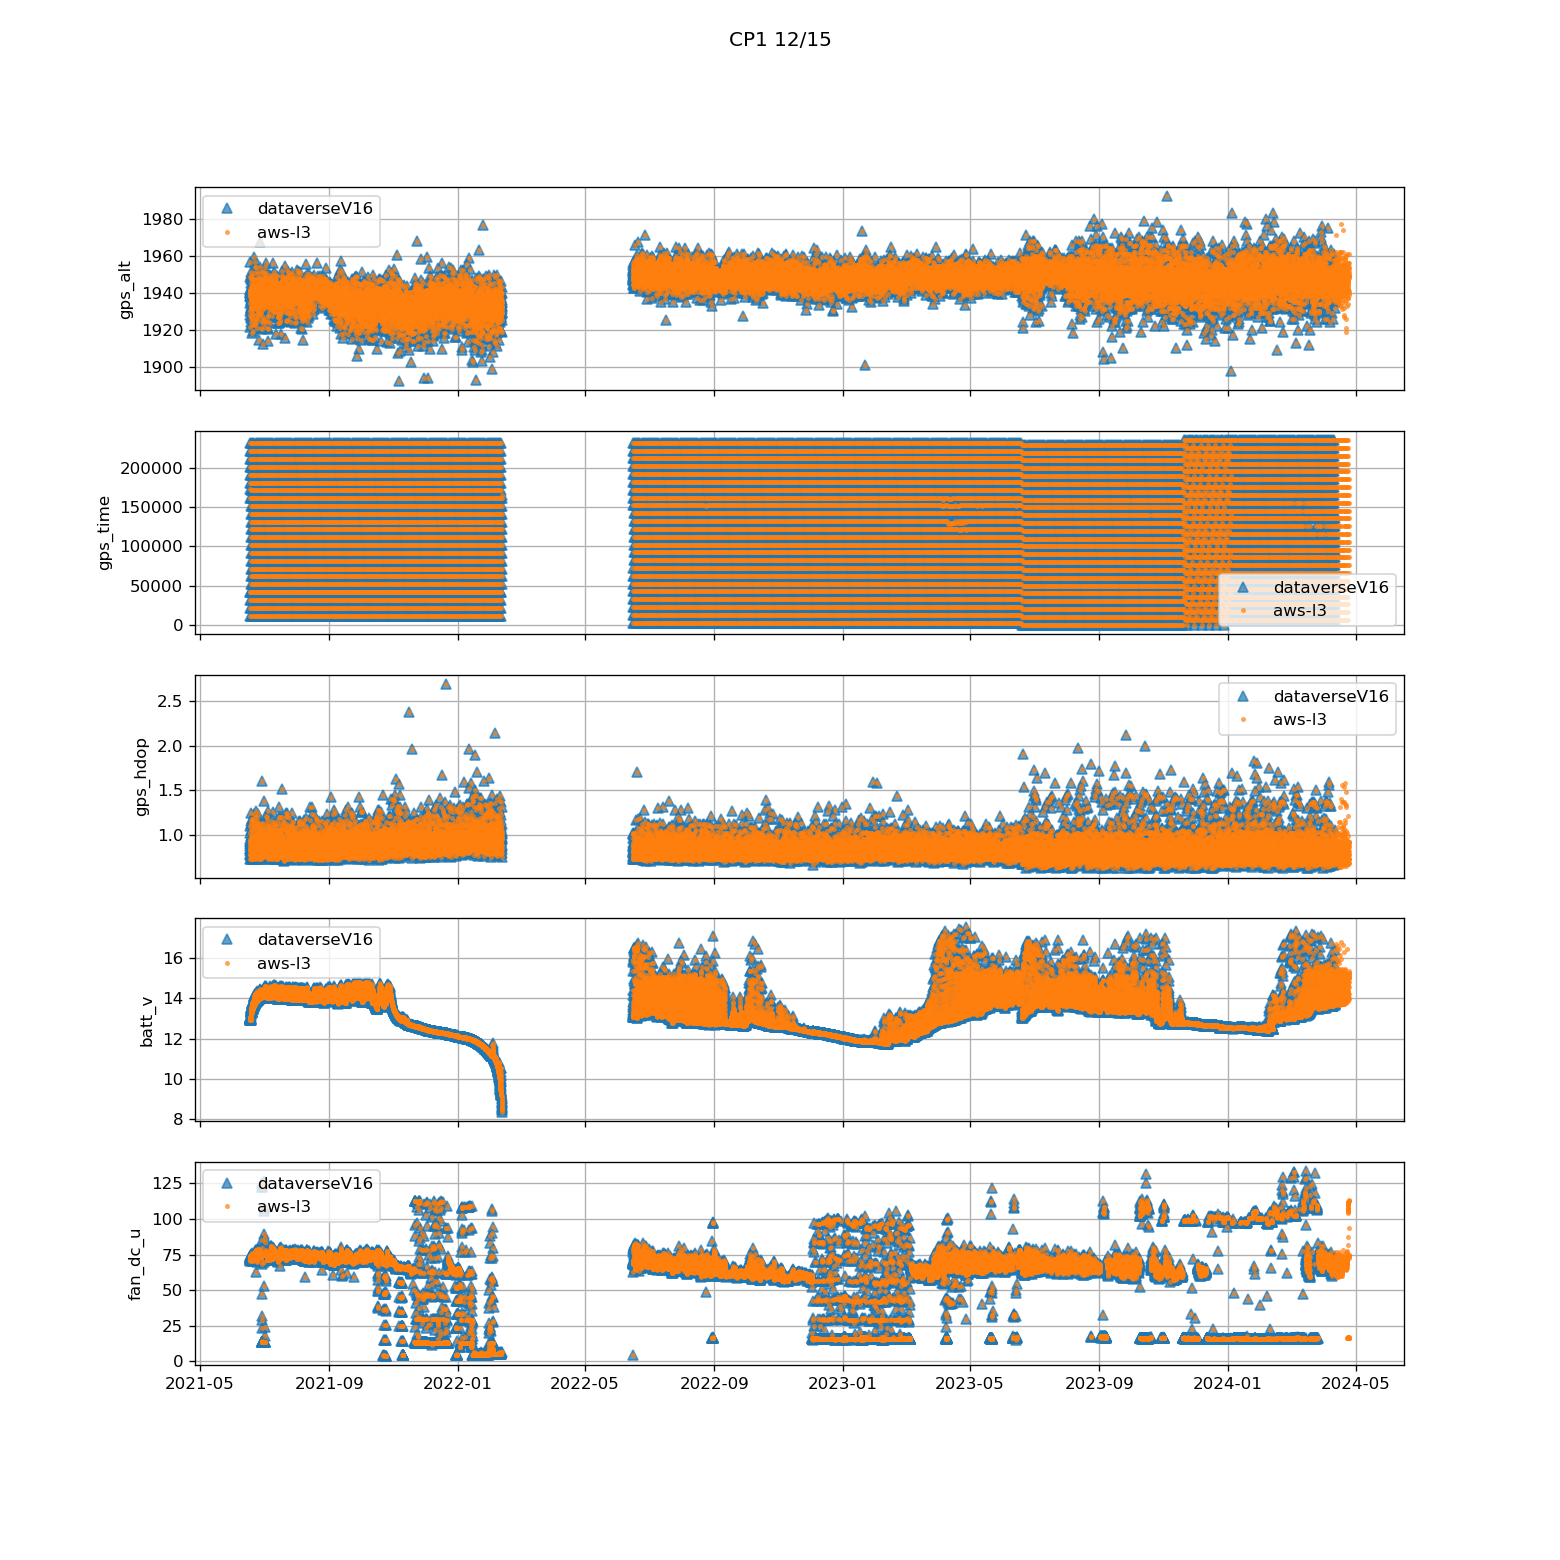 CP1 12/15
1980
1960
1940
1920
1900
gps_alt
dataverseV16
aws-l3
200000
150000
100000
50000
0
gps_time
dataverseV16
aws-l3
2.5
2.0
1.5
1.0
gps_hdop
dataverseV16
aws-l3
16
14
12
10
8
batt_v
dataverseV16
aws-l3
125
100
75
50
25
0
fan_dc_u
dataverseV16
aws-l3
2021-05 2021-09 2022-01 2022-05 2022-09 2023-01 2023-05 2023-09 2024-01 2024-05